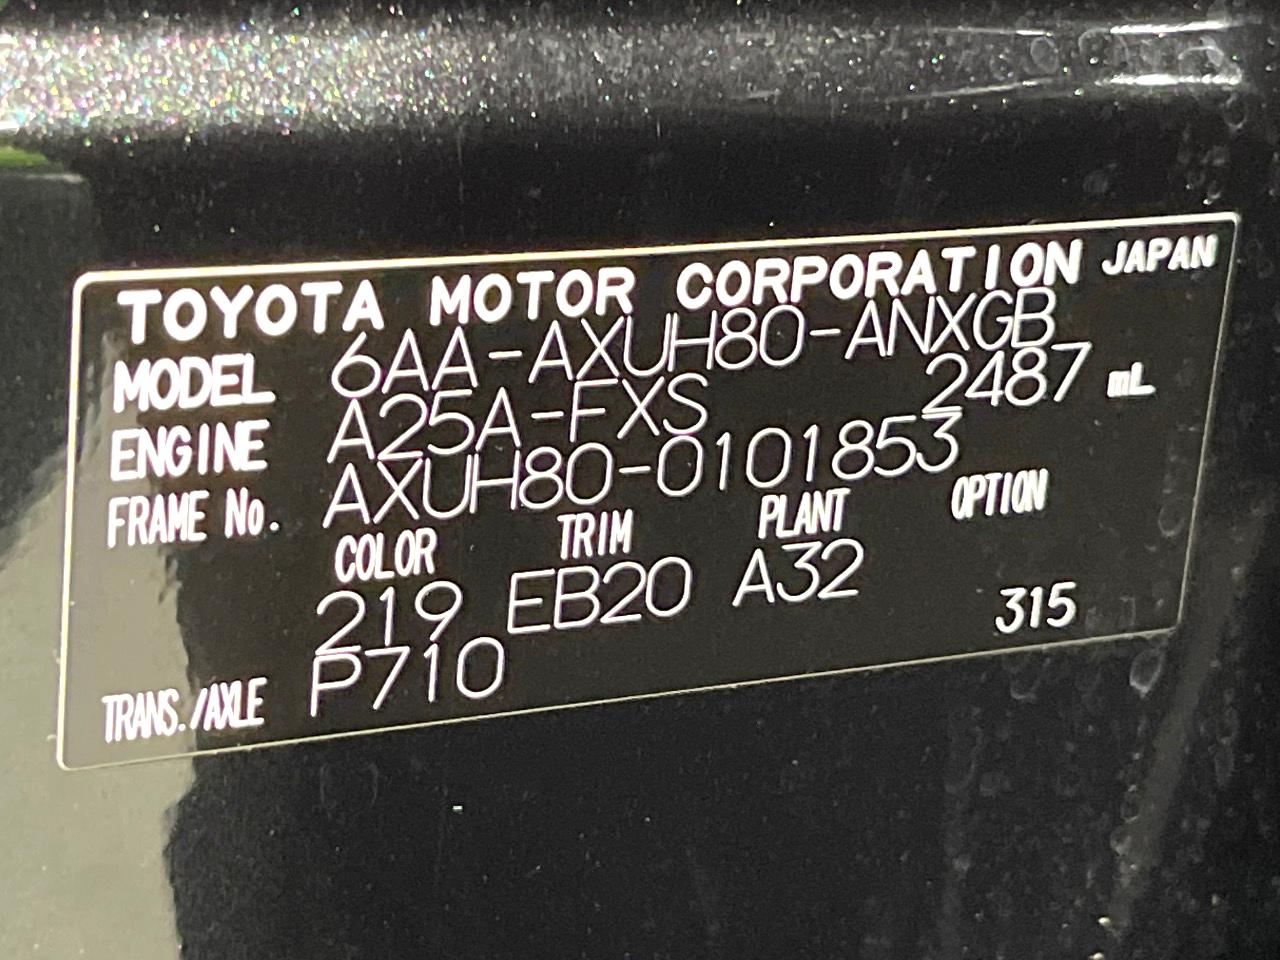 TOYOTA MOTOR CORPORATION JAPAN
MODEL 6AA-AXUH80-ANXGB
ENGINE A25A-FXS 2487 mL
FRAME No. AXUH80-0101853
COLOR TRIM PLANT OPTION
219 EB20 A32
TRANS./AXLE P710 315